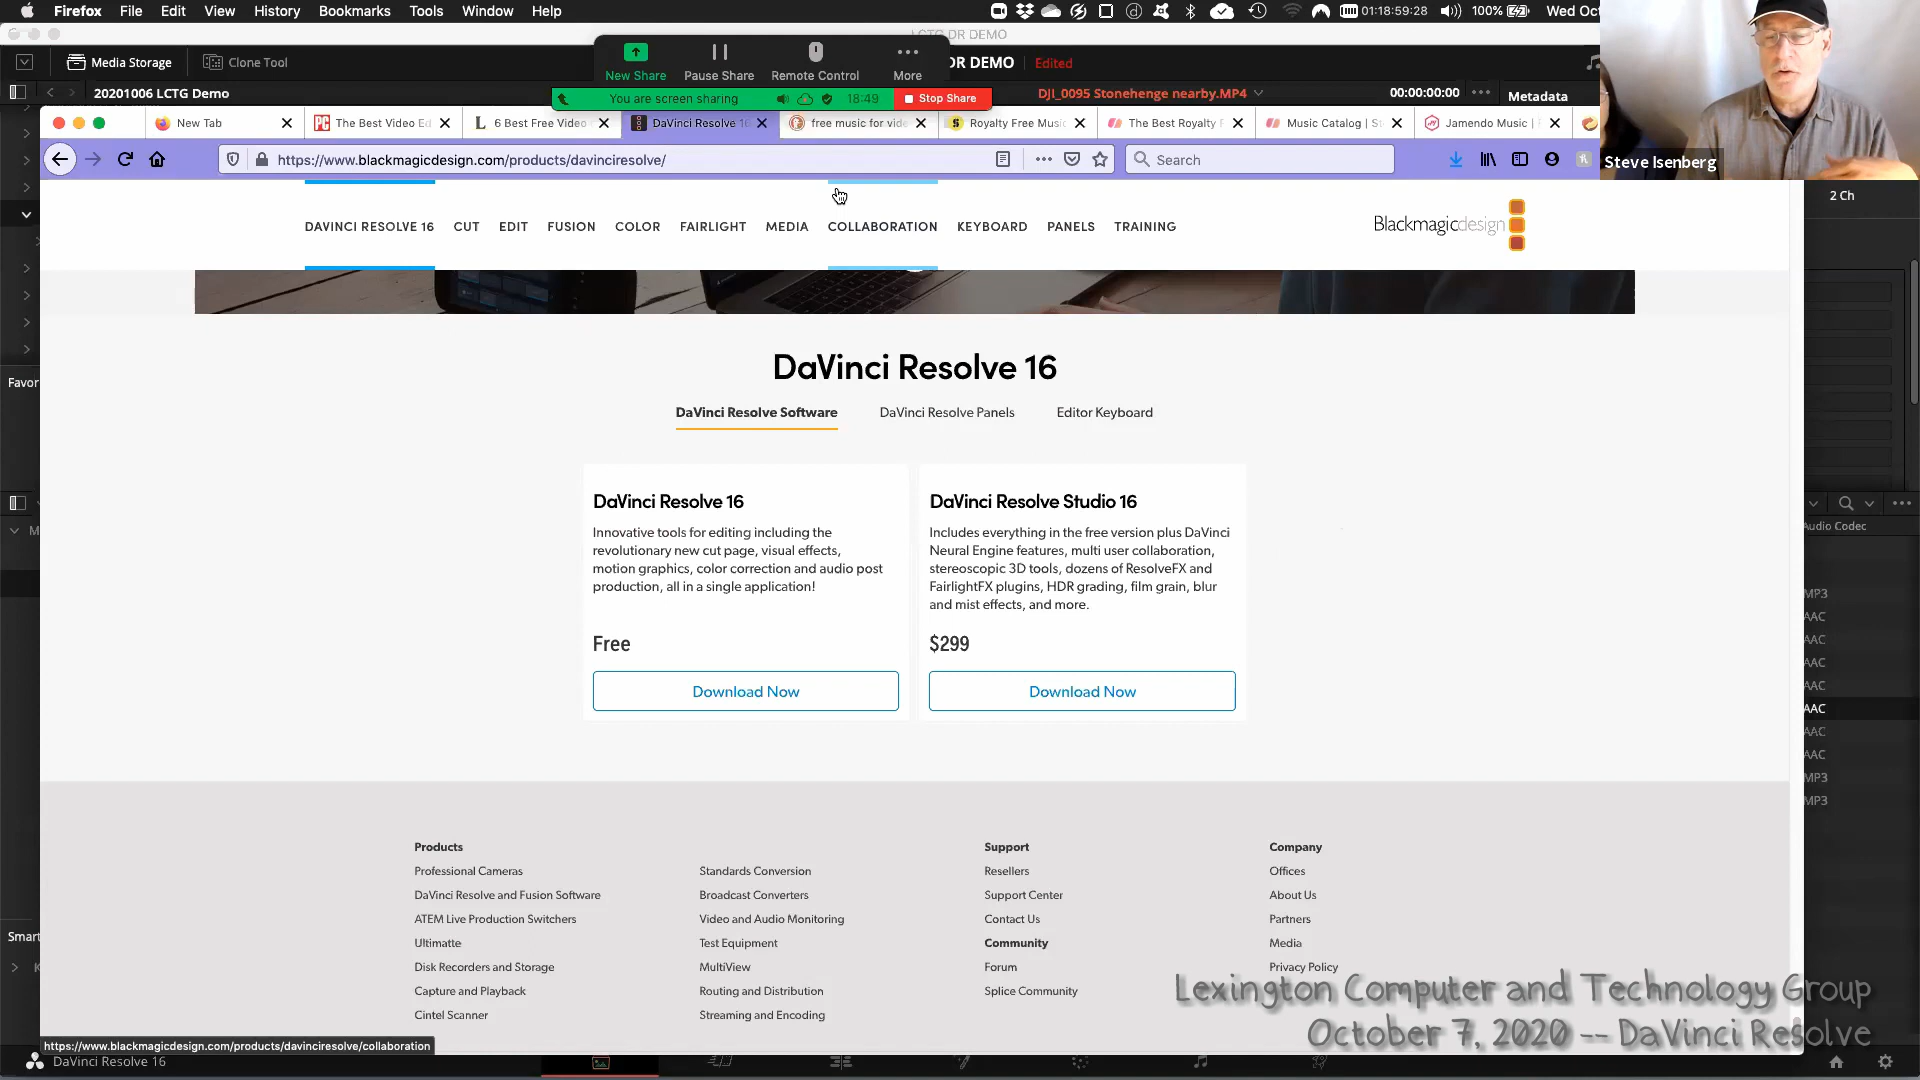 Firefox File Edit View History Bookmarks Tools Window Help
01:18:59:28 100% Wed Oct
LCTG DR DEMO
Media Storage Clone Tool
DR DEMO Edited
New Share Pause Share Remote Control More
20201006 LCTG Demo
You are screen sharing 18:49 Stop Share
DJI_0095 Stonehenge nearby.MP4 00:00:00:00 Metadata
New Tab The Best Video Ed 6 Best Free Video DaVinci Resolve 16 free music for vide Royalty Free Music The Best Royalty F Music Catalog | St Jamendo Music |
https://www.blackmagicdesign.com/products/davinciresolve/
Search
Steve Isenberg
2 Ch
DAVINCI RESOLVE 16 CUT EDIT FUSION COLOR FAIRLIGHT MEDIA COLLABORATION KEYBOARD PANELS TRAINING
Blackmagicdesign
DaVinci Resolve 16
DaVinci Resolve Software DaVinci Resolve Panels Editor Keyboard
Favor
DaVinci Resolve 16
Innovative tools for editing including the
revolutionary new cut page, visual effects,
motion graphics, color correction and audio post
production, all in a single application!
Free
Download Now
DaVinci Resolve Studio 16
Includes everything in the free version plus DaVinci
Neural Engine features, multi user collaboration,
stereoscopic 3D tools, dozens of ResolveFX and
FairlightFX plugins, HDR grading, film grain, blur
and mist effects, and more.
$299
Download Now
M
Audio Codec
MP3
AAC
AAC
AAC
AAC
AAC
AAC
AAC
MP3
MP3
Products
Professional Cameras
DaVinci Resolve and Fusion Software
ATEM Live Production Switchers
Ultimatte
Disk Recorders and Storage
Capture and Playback
Cintel Scanner
Standards Conversion
Broadcast Converters
Video and Audio Monitoring
Test Equipment
MultiView
Routing and Distribution
Streaming and Encoding
Support
Resellers
Support Center
Contact Us
Community
Forum
Splice Community
Company
Offices
About Us
Partners
Media
Privacy Policy
Smart
K
Lexington Computer and Technology Group
October 7, 2020 -- DaVinci Resolve
https://www.blackmagicdesign.com/products/davinciresolve/collaboration
DaVinci Resolve 16